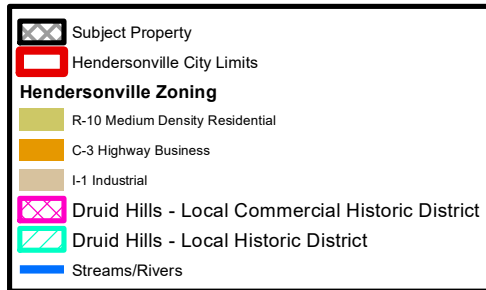 Subject Property
Hendersonville City Limits
Hendersonville Zoning
R-10 Medium Density Residential
C-3 Highway Business
I-1 Industrial
Druid Hills - Local Commercial Historic District
Druid Hills - Local Historic District
Streams/Rivers